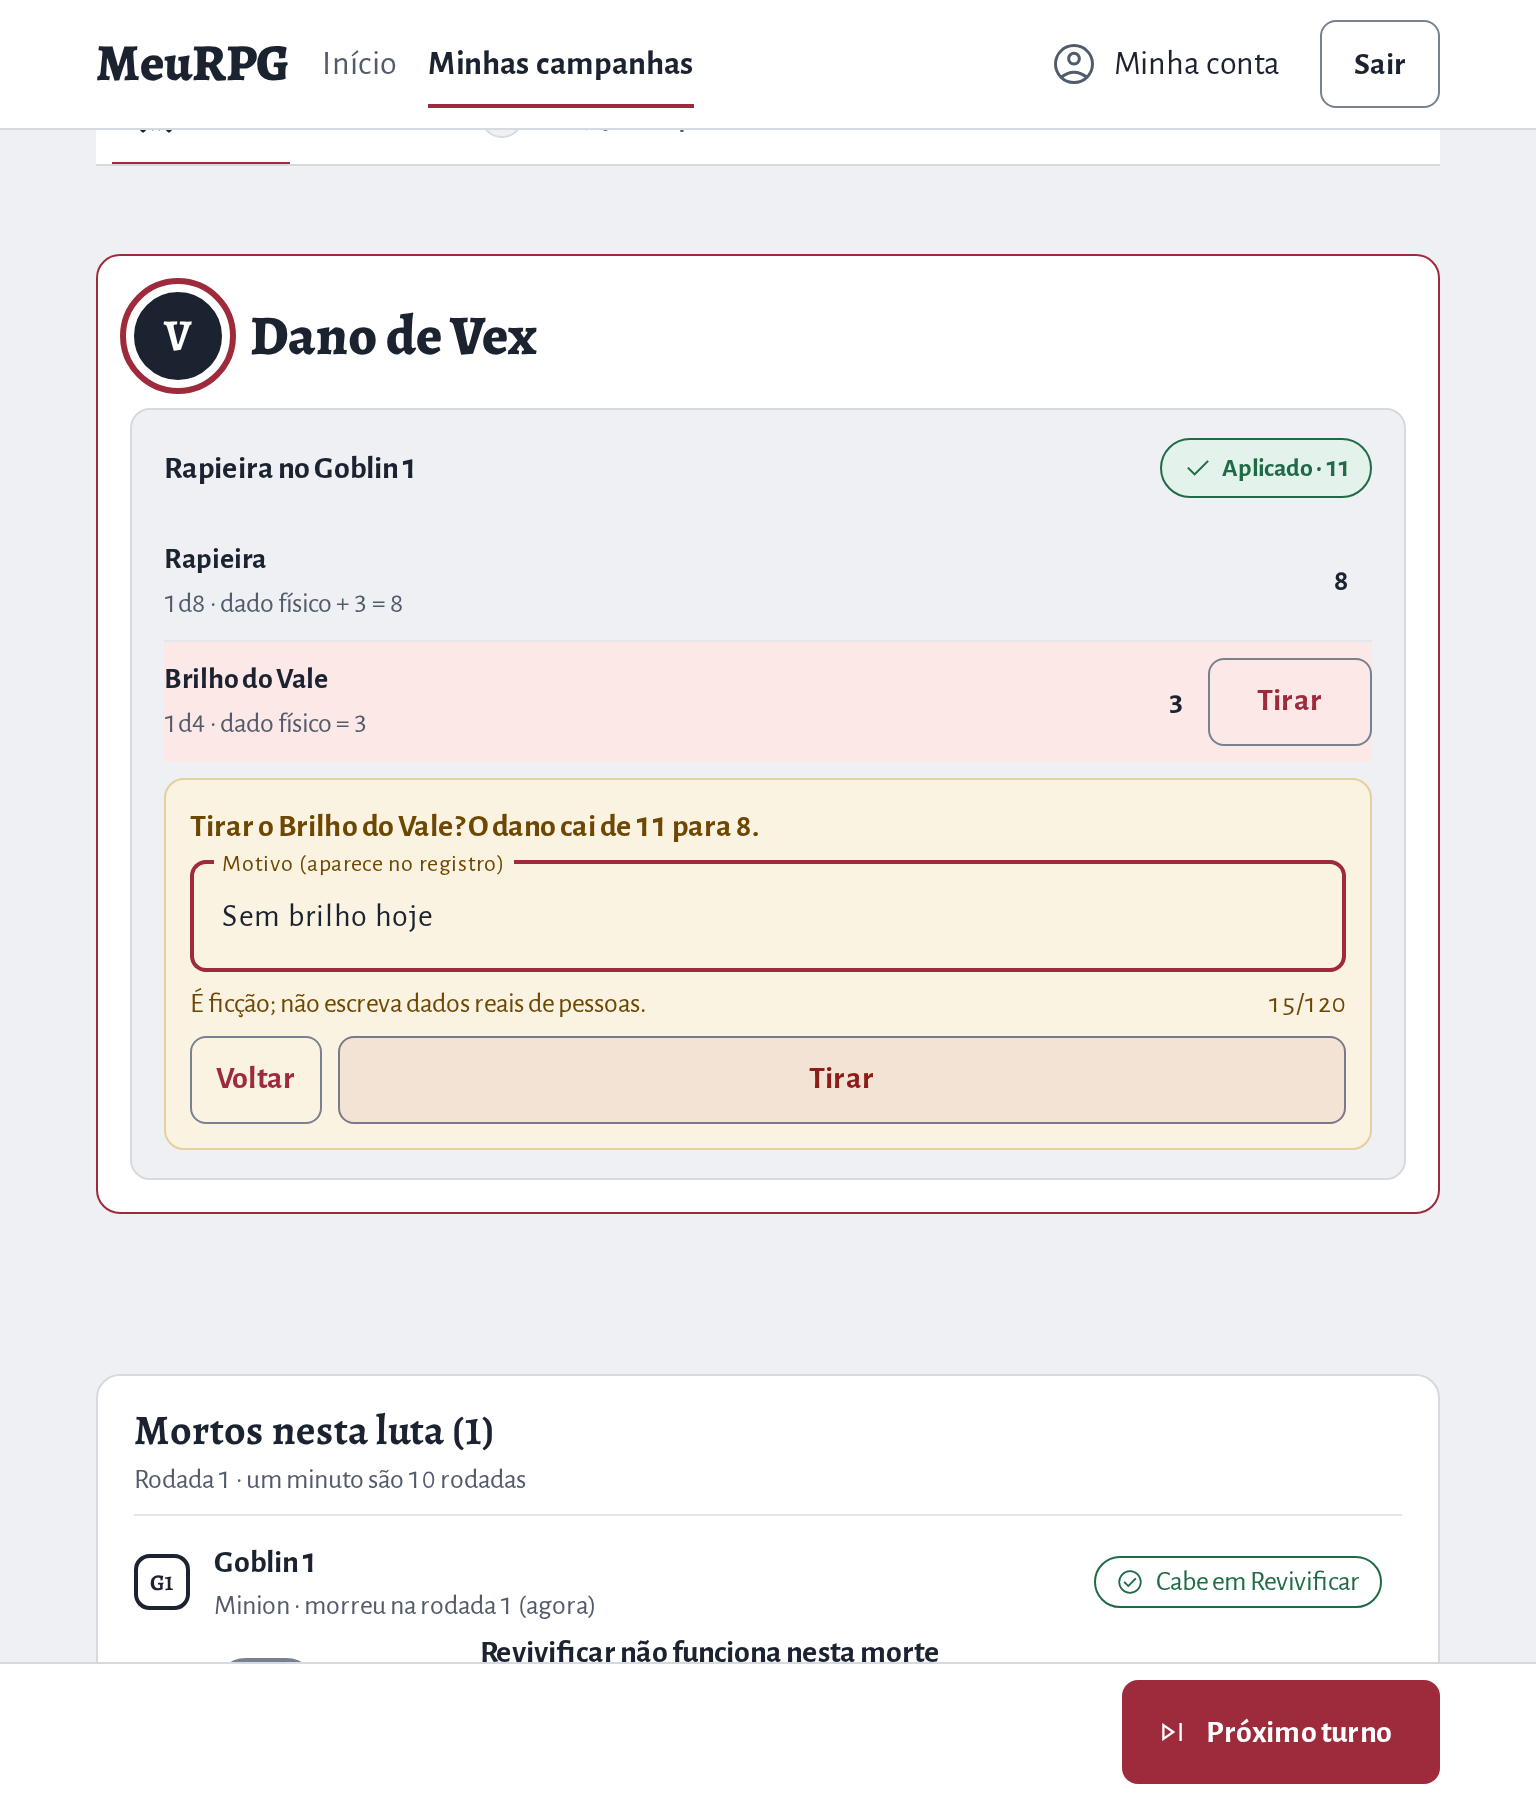 MeuRPG Início Minhas campanhas Minha conta Sair
V Dano de Vex
Rapieira no Goblin 1 Aplicado · 11
Rapieira
1d8 · dado físico + 3 = 8
8
Brilho do Vale
1d4 · dado físico = 3
3 Tirar
Tirar o Brilho do Vale? O dano cai de 11 para 8.
Motivo (aparece no registro)
Sem brilho hoje
É ficção; não escreva dados reais de pessoas. 15/120
Voltar Tirar
Mortos nesta luta (1)
Rodada 1 · um minuto são 10 rodadas
G1 Goblin 1
Minion · morreu na rodada 1 (agora)
Cabe em Revivificar
Revivificar não funciona nesta morte
Próximo turno